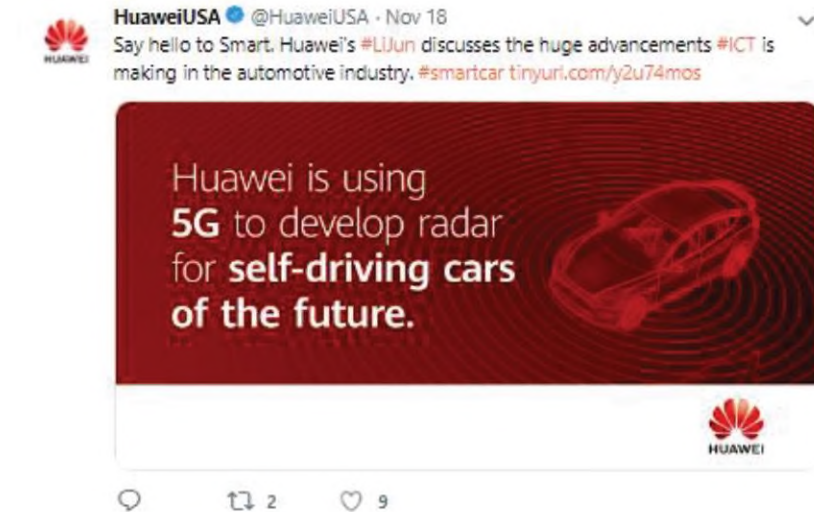 HuaweiUSA @HuaweiUSA · Nov 18
Say hello to Smart. Huawei's #LiJun discusses the huge advancements #ICT is
making in the automotive industry. #smartcar tinyurl.com/y2u74mos
HUAWEI
Huawei is using
5G to develop radar
for self-driving cars
of the future.
HUAWEI
2 9